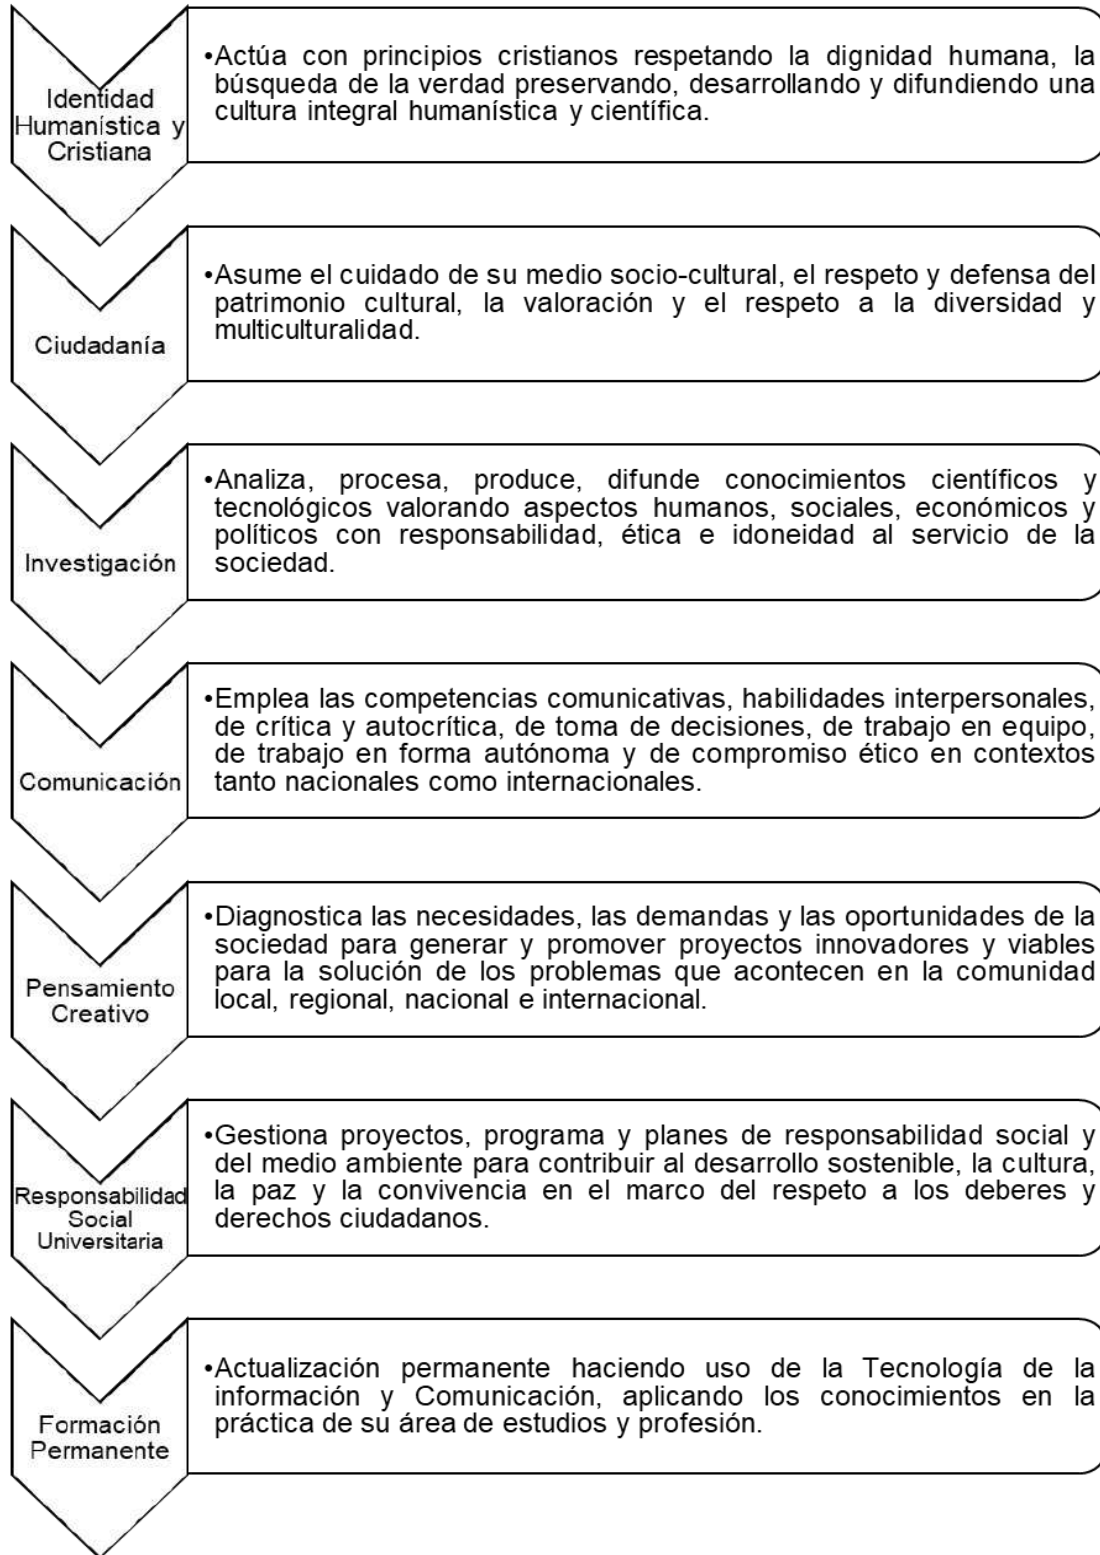 Identidad
Humanística y
Cristiana
•Actúa con principios cristianos respetando la dignidad humana, la
búsqueda de la verdad preservando, desarrollando y difundiendo una
cultura integral humanística y científica.
Ciudadanía
•Asume el cuidado de su medio socio-cultural, el respeto y defensa del
patrimonio cultural, la valoración y el respeto a la diversidad y
multiculturalidad.
Investigación
•Analiza, procesa, produce, difunde conocimientos científicos y
tecnológicos valorando aspectos humanos, sociales, económicos y
políticos con responsabilidad, ética e idoneidad al servicio de la
sociedad.
Comunicación
•Emplea las competencias comunicativas, habilidades interpersonales,
de crítica y autocrítica, de toma de decisiones, de trabajo en equipo,
de trabajo en forma autónoma y de compromiso ético en contextos
tanto nacionales como internacionales.
Pensamiento
Creativo
•Diagnostica las necesidades, las demandas y las oportunidades de la
sociedad para generar y promover proyectos innovadores y viables
para la solución de los problemas que acontecen en la comunidad
local, regional, nacional e internacional.
Responsabilidad
Social
Universitaria
•Gestiona proyectos, programa y planes de responsabilidad social y
del medio ambiente para contribuir al desarrollo sostenible, la cultura,
la paz y la convivencia en el marco del respeto a los deberes y
derechos ciudadanos.
Formación
Permanente
•Actualización permanente haciendo uso de la Tecnología de la
información y Comunicación, aplicando los conocimientos en la
práctica de su área de estudios y profesión.